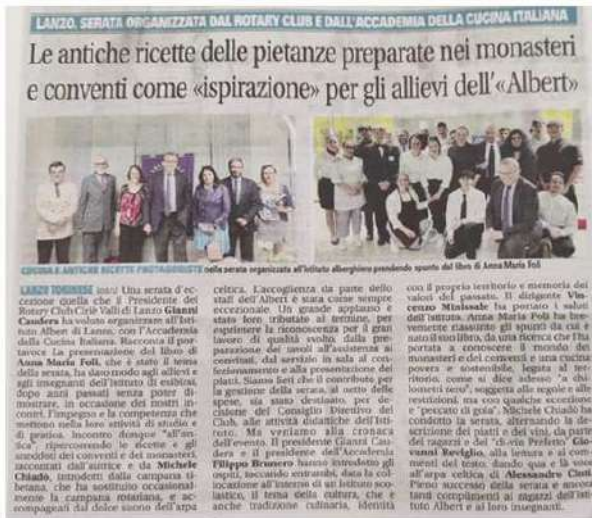 LANZO, SERATA ORGANIZZATA DAL ROTARY CLUB E DALL'ACCADEMIA DELLA CUCINA ITALIANA
Le antiche ricette delle pietanze preparate nei monasteri
e conventi come «ispirazione» per gli allievi dell'«Albert»
CUCINA E ANTICHE RICETTE PROTAGONISTE nella serata organizzata all'istituto alberghiero prendendo spunto dal libro di Anna Maria Foli
LANZO TORINESE Una serata d'ec-
cezione quella che il Presidente del
Rotary Club Ciriè Valli di Lanzo Gianni
Caudera ha voluto organizzare all'Isti-
tuto Albert di Lanzo, con l'Accademia
della Cucina Italiana. Racconta il por-
tavoce La presentazione del libro di
Anna Maria Foli, che è stato il tema
della serata, ha dato modo agli allievi e
agli insegnanti dell'istituto di esibirsi,
dopo anni passati senza poter di-
mostrare, in occasione dei nostri in-
contri, l'impegno e la competenza che
mettono nella loro attività di studio e
di pratica. Incontro dunque "all'an-
tica" ripercorrendo le ricette e gli
aneddoti dei conventi e dei monasteri,
raccontati dall'autrice e da Michele
Chiadò, introdotti dalla campana ti-
betana, che ha sostituito occasional-
mente la campana rotariana, e ac-
compagnati dal dolce suono dell'arpa
celtica. L'accoglienza da parte dello
staff dell'Albert è stata come sempre
eccezionale. Un grande applauso è
stato loro tributato al termine, per
esprimere la riconoscenza per il gran
lavoro di qualità svolto, dalla pre-
parazione dei tavoli all'assistenza ai
convitati, dal servizio in sala al con-
fezionamento e alla presentazione dei
piatti. Siamo lieti che il contributo per
la gestione della serata, al netto delle
spese, sia stato destinato, per de-
cisione del Consiglio Direttivo del
Club, alle attività didattiche dell'Isti-
tuto. Ma veniamo alla cronaca
dell'evento. Il presidente Gianni Cau-
dera e il presidente dell'Accademia
Filippo Brunero hanno introdotto gli
ospiti, toccando entrambi, data la col-
locazione all'interno di un Istituto sco-
lastico, il tema della cultura, che è
anche tradizione culinaria, identità
con il proprio territorio e memoria dei
valori del passato. Il dirigente Vin-
cenzo Minissale ha portato i saluti
dell'istituto. Anna Maria Foli ha bre-
vemente riassunto gli spunti da cui è
nato il suo libro, da una ricerca che l'ha
portata a conoscere il mondo dei
monasteri e dei conventi e una cucina
povera e sostenibile, legata al ter-
ritorio, come si dice adesso "a chi-
lometri zero", soggetta alle regole e alle
restrizioni, ma con qualche eccezione
e "peccato di gola". Michele Chiadò ha
condotto la serata, alternando la de-
scrizione dei piatti e dei vini, da parte
dei ragazzi e del Prefetto Gio-
vanni Reviglio, alla lettura e ai com-
menti del testo, dando qua e là voce
all'arpa celtica di Alessandro
Pieno successo della serata e ancora
tanti complimenti ai ragazzi dell'Isti-
tuto Albert e ai loro insegnanti.